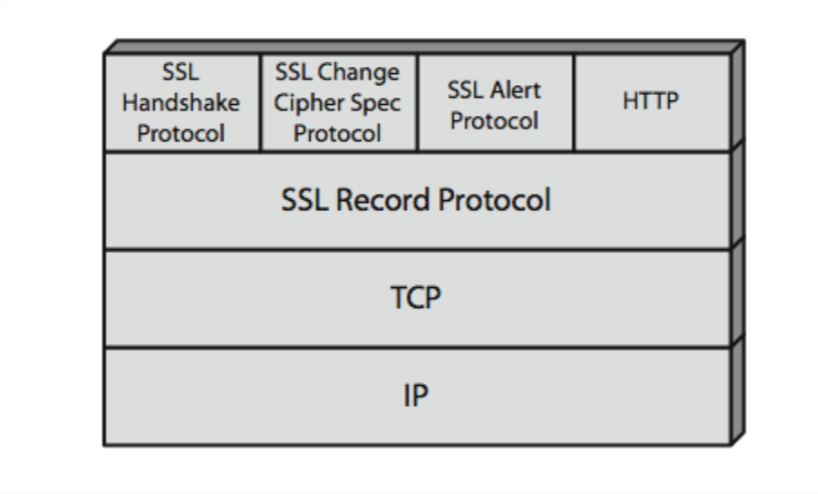 SSL
Handshake
Protocol
SSL Change
Cipher Spec
Protocol
SSL Alert
Protocol
HTTP
SSL Record Protocol
TCP
IP